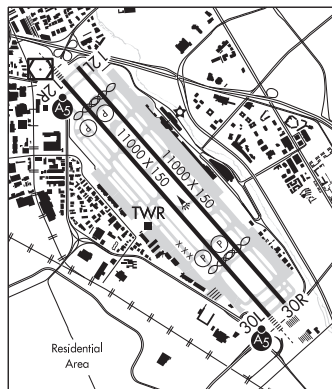 12L
12R
A5
P
P
11000 X 150
11000 X 150
TWR
x x x
P
P
30L
30R
A5
Residential
Area